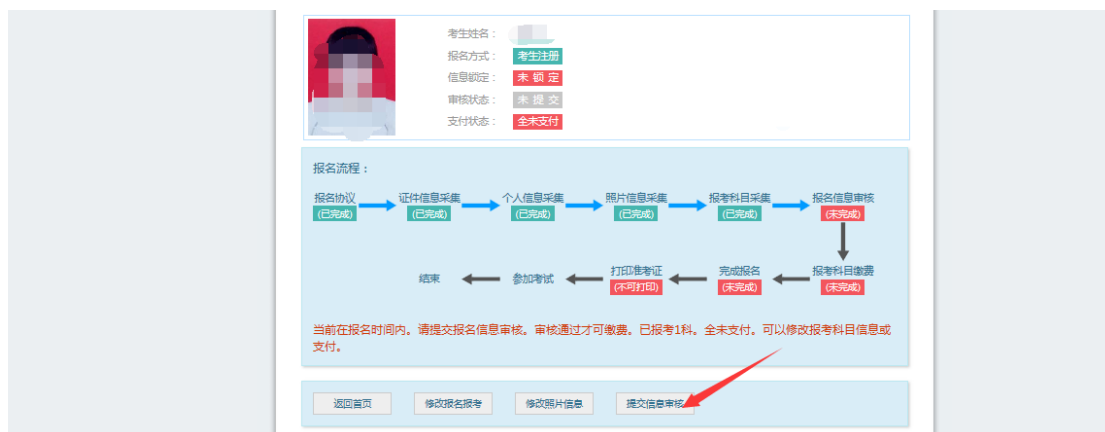 考生姓名：
报名方式： 考生注册
信息锁定： 未 锁 定
审核状态： 未 提 交
支付状态： 全未支付
报名流程：
报名协议 证件信息采集 个人信息采集 照片信息采集 报考科目采集 报名信息审核
(已完成) (已完成) (已完成) (已完成) (已完成) (未完成)
结束 参加考试 打印准考证 完成报名 报考科目缴费
(不可打印) (未完成) (未完成)
当前在报名时间内。请提交报名信息审核。审核通过才可缴费。已报考1科。全未支付。可以修改报考科目信息或
支付。
返回首页 修改报名报考 修改照片信息 提交信息审核